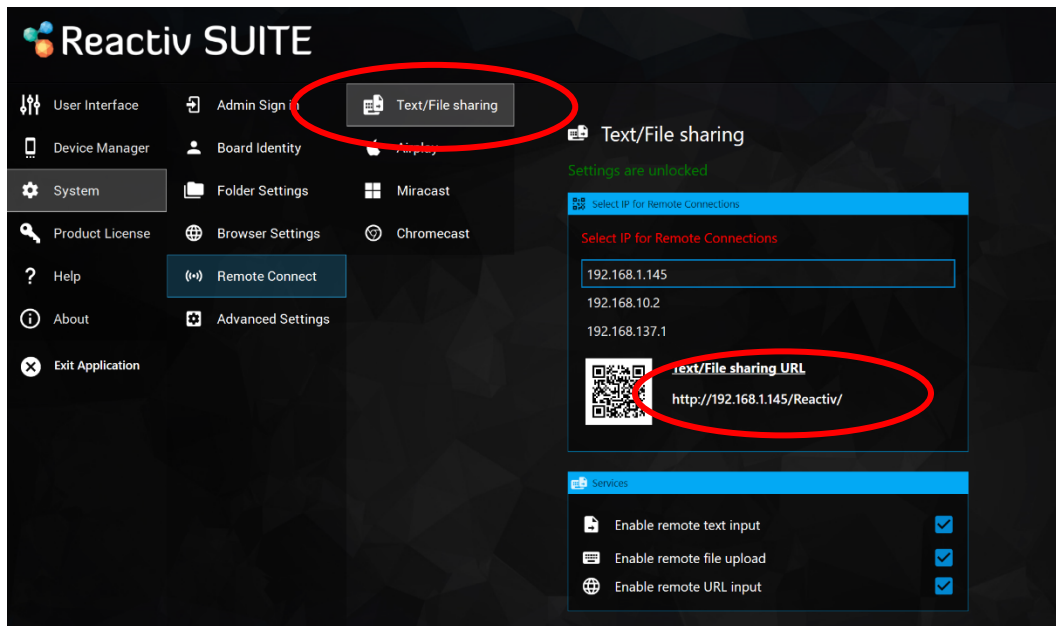 Reactiv SUITE
User Interface
Device Manager
System
Product License
Help
About
Exit Application
Admin Sign in
Board Identity
Folder Settings
Browser Settings
Remote Connect
Advanced Settings
Text/File sharing
Airplay
Miracast
Chromecast
Text/File sharing
Settings are unlocked
Select IP for Remote Connections
Select IP for Remote Connections
192.168.1.145
192.168.10.2
192.168.137.1
Text/File sharing URL
http://192.168.1.145/Reactiv/
Services
Enable remote text input
Enable remote file upload
Enable remote URL input